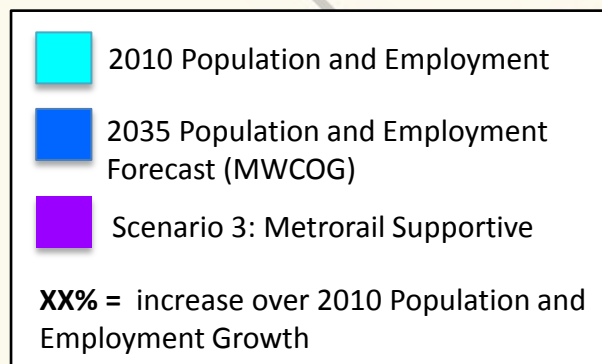 2010 Population and Employment
2035 Population and Employment
Forecast (MWCOG)
Scenario 3: Metrorail Supportive
XX% = increase over 2010 Population and
Employment Growth